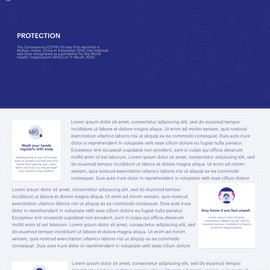 PROTECTION
The Coronavirus (COVID-19) was first reported in
Wuhan, Hubei, China in December 2019, the outbreak
was later recognized as a pandemic by the World
Health Organization (WHO) on 11 March 2020.
Wash your hands
regularly with soap
Lorem ipsum dolor sit amet, consectetur adipiscing elit, sed do eiusmod tempor
incididunt ut labore et dolore magna aliqua. Ut enim ad minim veniam, quis nostrud
exercitation ullamco laboris nisi ut aliquip ex ea commodo consequat. Duis aute irure
dolor in reprehenderit in voluptate velit esse cillum dolore eu fugiat nulla pariatur.
Excepteur sint occaecat cupidatat non proident, sunt in culpa qui officia deserunt
mollit anim id est laborum. Lorem ipsum dolor sit amet, consectetur adipiscing elit,
sed do eiusmod tempor incididunt ut labore et dolore magna aliqua. Ut enim ad minim
veniam, quis nostrud exercitation ullamco laboris nisi ut aliquip ex ea commodo
consequat. Duis aute irure dolor in reprehenderit in voluptate velit esse cillum dolore
Lorem ipsum dolor sit amet, consectetur adipiscing elit, sed do eiusmod tempor
incididunt ut labore et dolore magna aliqua. Ut enim ad minim veniam, quis nostrud
exercitation ullamco laboris nisi ut aliquip ex ea commodo consequat. Duis aute irure
dolor in reprehenderit in voluptate velit esse cillum dolore eu fugiat nulla pariatur.
Excepteur sint occaecat cupidatat non proident, sunt in culpa qui officia deserunt
mollit anim id est laborum. Lorem ipsum dolor sit amet, consectetur adipiscing elit,
sed do eiusmod tempor incididunt ut labore et dolore magna aliqua. Ut enim ad minim
veniam, quis nostrud exercitation ullamco laboris nisi ut aliquip ex ea commodo
consequat. Duis aute irure dolor in reprehenderit in voluptate velit esse cillum dolore
Stay home if you feel unwell
Lorem ipsum dolor sit amet, consectetur adipiscing elit, sed do eiusmod tempor
incididunt ut labore et dolore magna aliqua. Ut enim ad minim veniam, quis nostrud